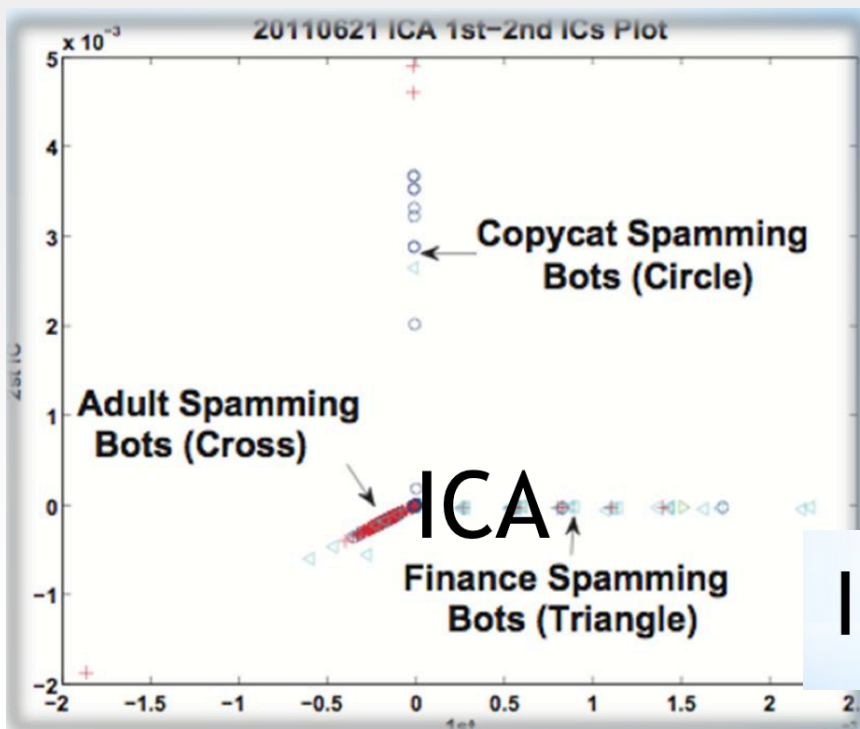 20110621 ICA 1st-2nd ICs Plot
x 10⁻³
5
4
3
2
1
0
-1
-2
Copycat Spamming
Bots (Circle)
Adult Spamming
Bots (Cross)
ICA
Finance Spamming
Bots (Triangle)
I
-2 -1.5 -1 -0.5 0 0.5 1 1.5 2